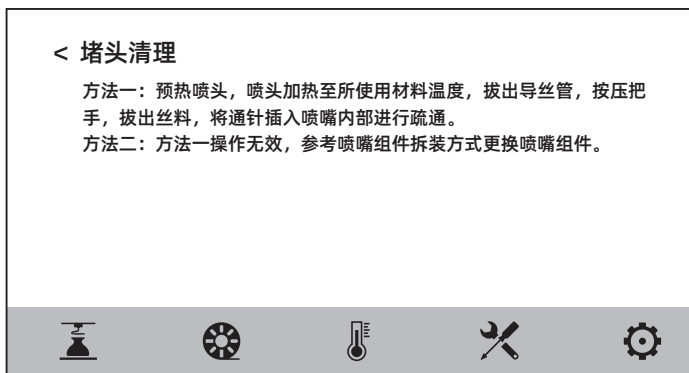 < 堵头清理
方法一：预热喷头，喷头加热至所使用材料温度，拔出导丝管，按压把
手，拔出丝料，将通针插入喷嘴内部进行疏通。
方法二：方法一操作无效，参考喷嘴组件拆装方式更换喷嘴组件。